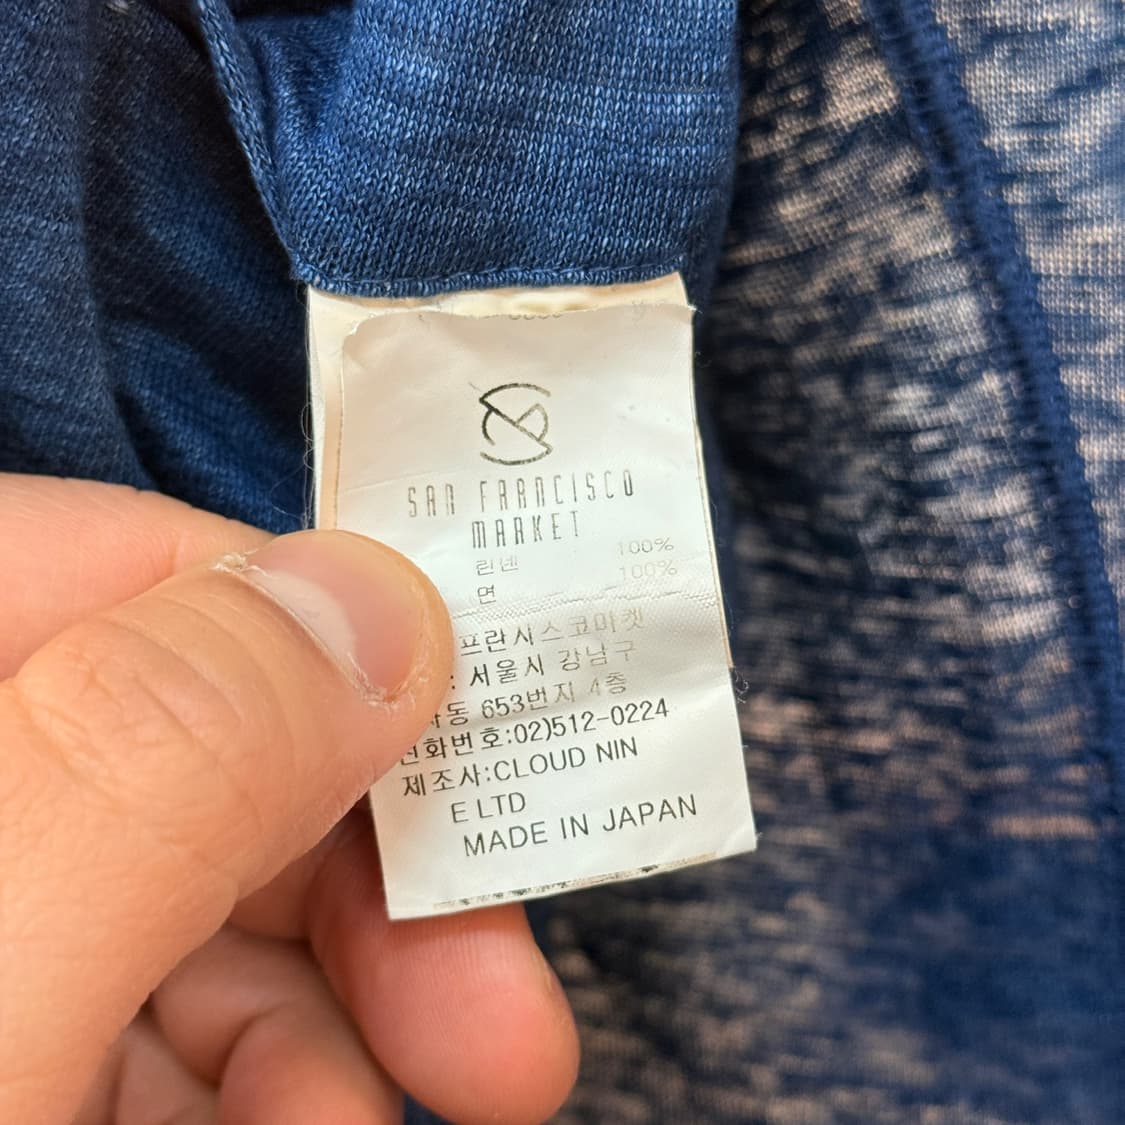 SAN FRANCISCO
MARKET
린넨 100%
면 100%
프란시스코마켓
: 서울시 강남구
653번지 4층
전화번호:02)512-0224
제조사:CLOUD NIN
E LTD
MADE IN JAPAN